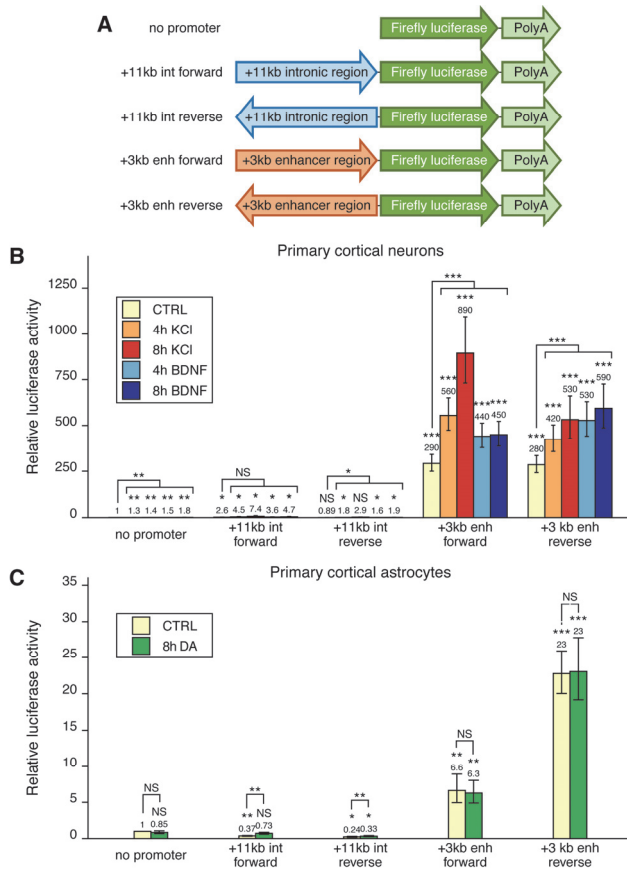 A
no promoter Firefly luciferase PolyA
+11kb int forward +11kb intronic region Firefly luciferase PolyA
+11kb int reverse +11kb intronic region Firefly luciferase PolyA
+3kb enh forward +3kb enhancer region Firefly luciferase PolyA
+3kb enh reverse +3kb enhancer region Firefly luciferase PolyA
B
Primary cortical neurons
Relative luciferase activity
1250
1000
750
500
250
0
CTRL
4h KCl
8h KCl
4h BDNF
8h BDNF
**
** ** ** **
1 1.3 1.4 1.5 1.8
NS
* * * * *
2.6 4.5 7.4 3.6 4.7
*
NS * NS * *
0.89 1.8 2.9 1.6 1.9
***
*** *** *** *** ***
290 560 890 440 450
***
*** *** *** *** ***
280 420 530 530 590
no promoter
+11kb int forward
+11kb int reverse
+3kb enh forward
+3 kb enh reverse
C
Primary cortical astrocytes
Relative luciferase activity
35
30
25
20
15
10
5
0
CTRL
8h DA
NS
NS
1 0.85
**
** NS
0.37 0.73
**
* *
0.24 0.33
NS
** **
6.6 6.3
NS
*** ***
23 23
no promoter
+11kb int forward
+11kb int reverse
+3kb enh forward
+3 kb enh reverse